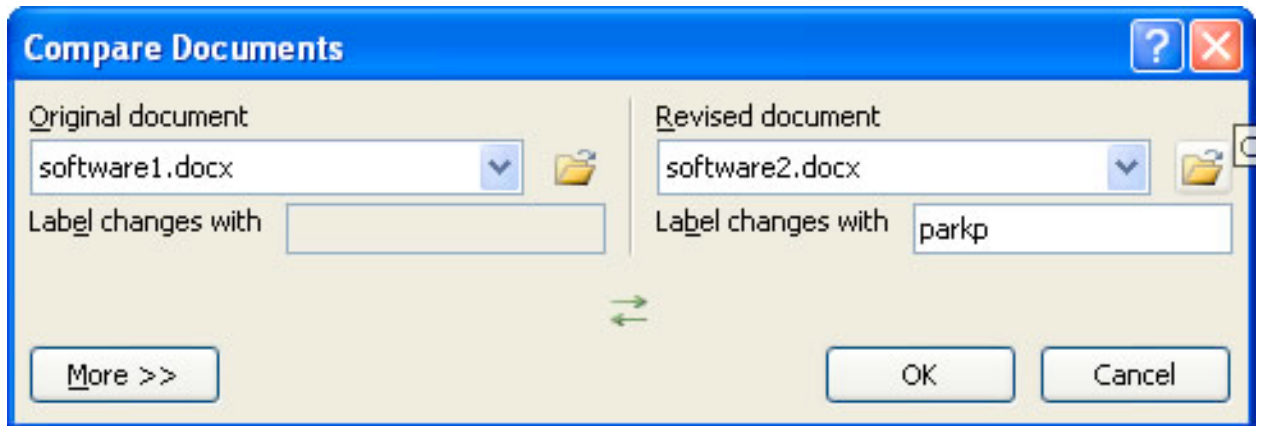 Compare Documents
Original document
software1.docx
Label changes with
Revised document
software2.docx
Label changes with
parkp
More >>
OK
Cancel